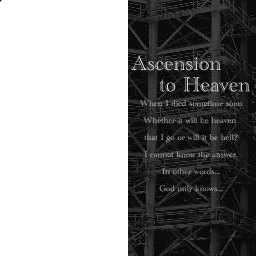 Ascension
to Heaven
When I died sometime soon
Whether it will be heaven
that I go or will it be hell?
I cannot know the answer.
In other words...
God only knows...